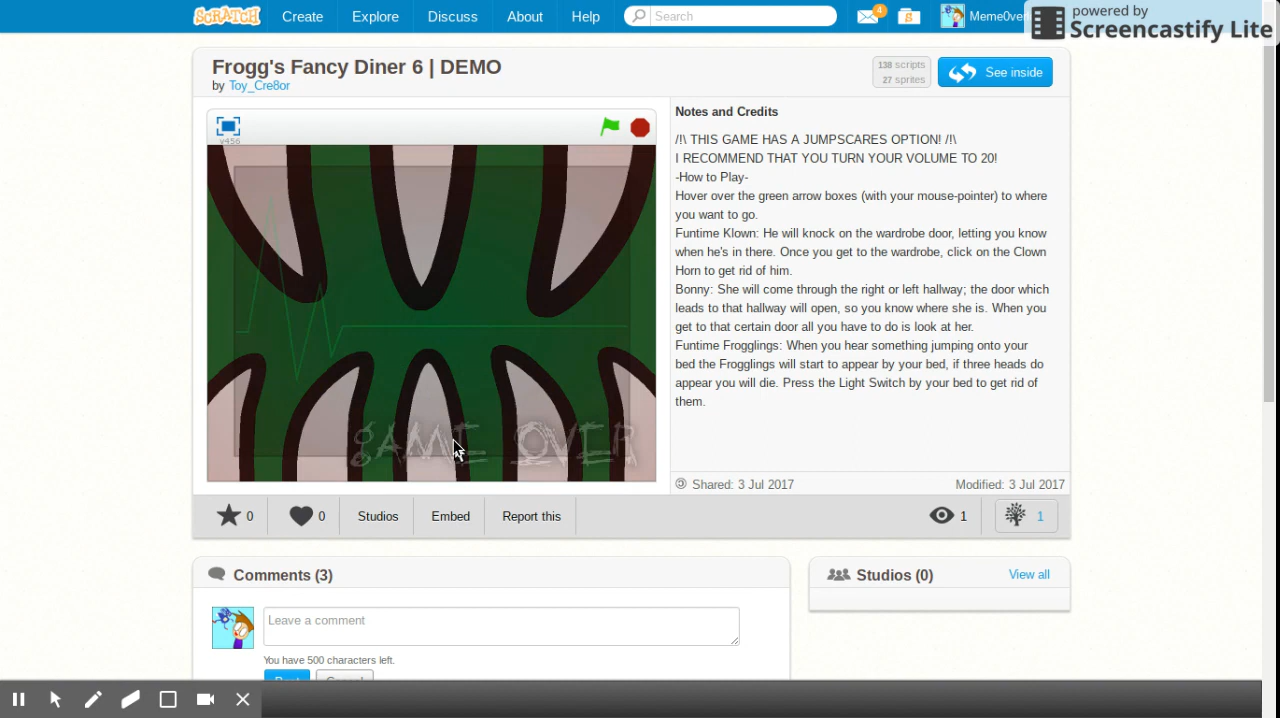 SCRATCH Create Explore Discuss About Help Search 4 Meme0ver
powered by
Screencastify Lite
Frogg's Fancy Diner 6 | DEMO
by Toy_Cre8or
138 scripts
27 sprites
See inside
v456
GAME OVER
Notes and Credits
/!\ THIS GAME HAS A JUMPSCARES OPTION! /!\
I RECOMMEND THAT YOU TURN YOUR VOLUME TO 20!
-How to Play-
Hover over the green arrow boxes (with your mouse-pointer) to where
you want to go.
Funtime Klown: He will knock on the wardrobe door, letting you know
when he's in there. Once you get to the wardrobe, click on the Clown
Horn to get rid of him.
Bonny: She will come through the right or left hallway; the door which
leads to that hallway will open, so you know where she is. When you
get to that certain door all you have to do is look at her.
Funtime Frogglings: When you hear something jumping onto your
bed the Frogglings will start to appear by your bed, if three heads do
appear you will die. Press the Light Switch by your bed to get rid of
them.
Shared: 3 Jul 2017 Modified: 3 Jul 2017
0 0 Studios Embed Report this 1 1
Comments (3)
Leave a comment
You have 500 characters left.
Studios (0) View all